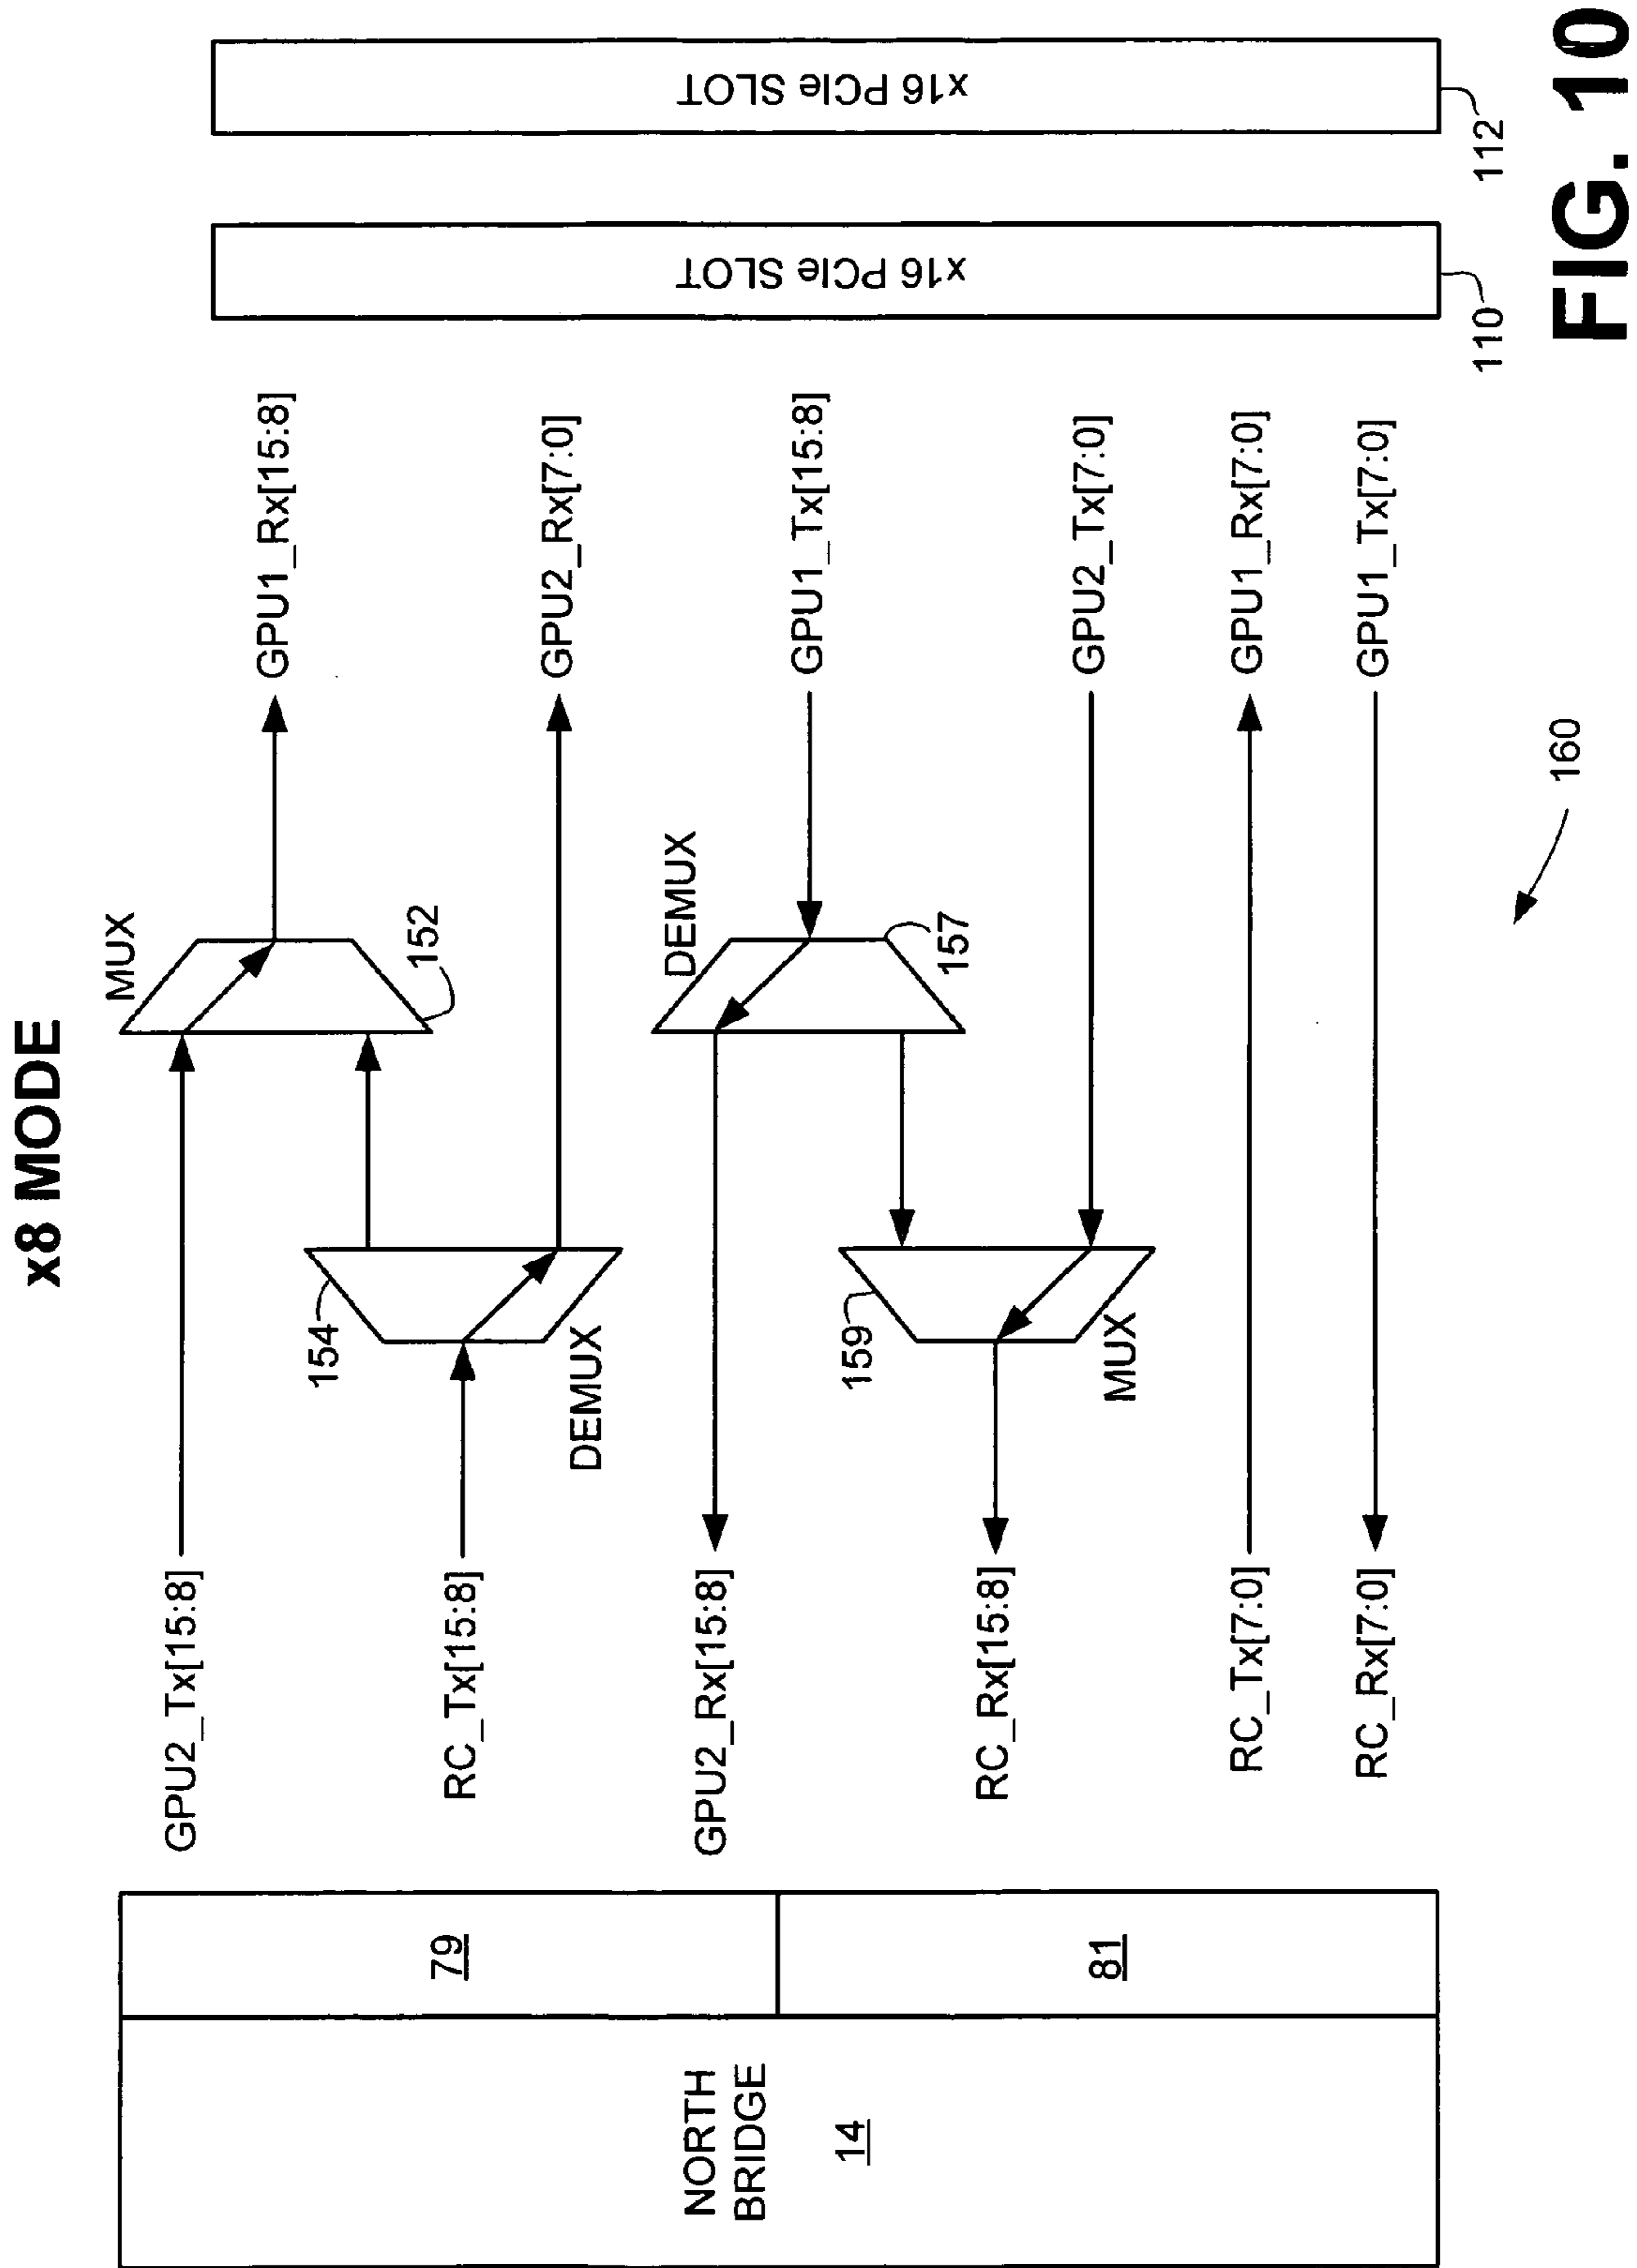 x8 MODE
GPU2_Tx[15:8]
MUX
152
GPU1_Rx[15:8]
154
RC_Tx[15:8]
DEMUX
GPU2_Rx[7:0]
GPU2_Rx[15:8]
DEMUX
157
GPU1_Tx[15:8]
159
RC_Rx[15:8]
MUX
GPU2_Tx[7:0]
RC_Tx[7:0]
GPU1_Rx[7:0]
RC_Rx[7:0]
GPU1_Tx[7:0]
NORTH
BRIDGE
14
79
81
x16 PCIe SLOT
110
x16 PCIe SLOT
112
160
FIG. 10